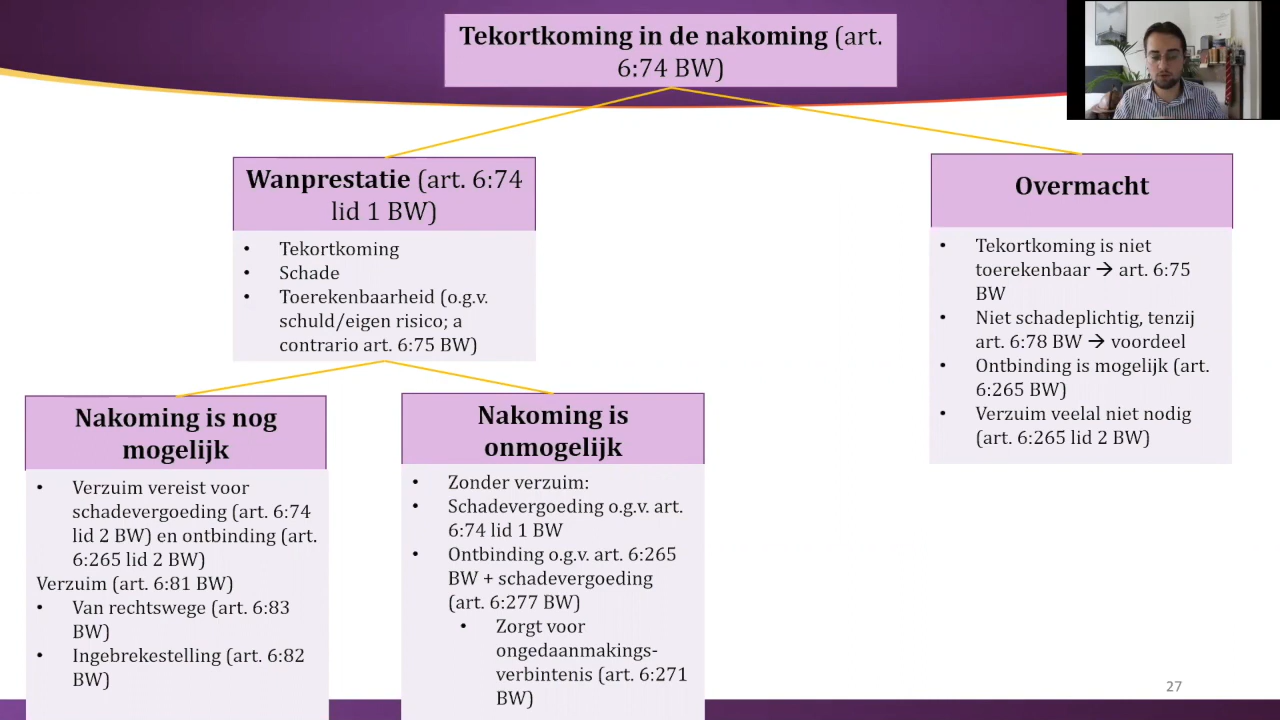 Tekortkoming in de nakoming (art.
6:74 BW)
Wanprestatie (art. 6:74
lid 1 BW)
• Tekortkoming
• Schade
• Toerekenbaarheid (o.g.v.
schuld/eigen risico; a
contrario art. 6:75 BW)
Overmacht
• Tekortkoming is niet
toerekenbaar → art. 6:75
BW
• Niet schadeplichtig, tenzij
art. 6:78 BW → voordeel
• Ontbinding is mogelijk (art.
6:265 BW)
• Verzuim veelal niet nodig
(art. 6:265 lid 2 BW)
Nakoming is nog
mogelijk
• Verzuim vereist voor
schadevergoeding (art. 6:74
lid 2 BW) en ontbinding (art.
6:265 lid 2 BW)
Verzuim (art. 6:81 BW)
• Van rechtswege (art. 6:83
BW)
• Ingebrekestelling (art. 6:82
BW)
Nakoming is
onmogelijk
• Zonder verzuim:
• Schadevergoeding o.g.v. art.
6:74 lid 1 BW
• Ontbinding o.g.v. art. 6:265
BW + schadevergoeding
(art. 6:277 BW)
• Zorgt voor
ongedaanmakings-
verbintenis (art. 6:271
BW)
27